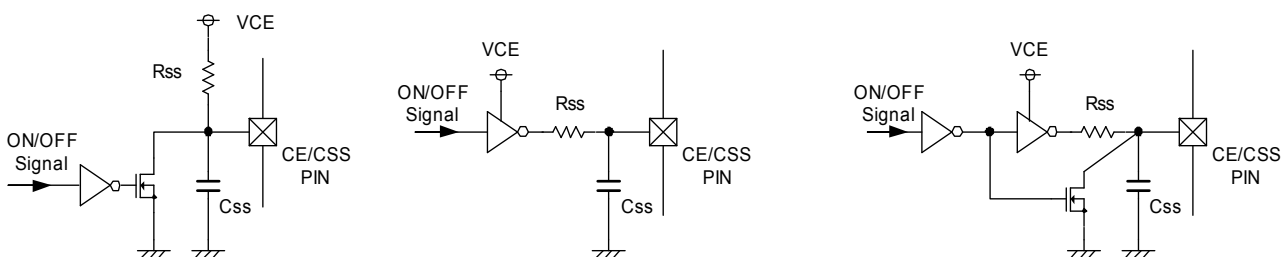 VCE
Rss
ON/OFF
Signal
CE/CSS
PIN
Css
VCE
ON/OFF
Signal
Rss
CE/CSS
PIN
Css
VCE
ON/OFF
Signal
Rss
CE/CSS
PIN
Css